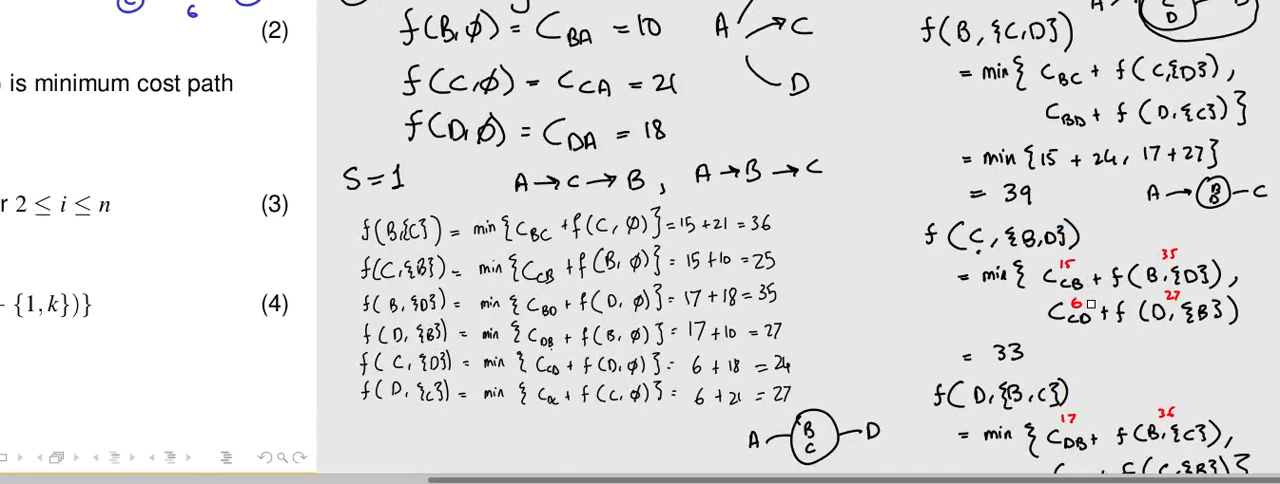 6
(2)
is minimum cost path
2 ≤ i ≤ n
(3)
{1,k})}
(4)
f(B,φ) = C_BA = 10
f(C,φ) = C_CA = 21
f(D,φ) = C_DA = 18
A → C
D
S = 1
A → C → B , A → B → C
f(B,{C}) = min{C_BC + f(C, φ)} = 15 + 21 = 36
f(C,{B}) = min{C_CB + f(B, φ)} = 15 + 10 = 25
f(B,{D}) = min{C_BD + f(D, φ)} = 17 + 18 = 35
f(D,{B}) = min{C_DB + f(B, φ)} = 17 + 10 = 27
f(C,{D}) = min{C_CD + f(D, φ)} = 6 + 18 = 24
f(D,{C}) = min{C_DC + f(C, φ)} = 6 + 21 = 27
A
B
C
D
D
f(B, {C,D})
= min{ C_BC + f(C,{D}),
C_BD + f(D,{C})}
= min{15 + 24, 17 + 27}
= 39
A → B – C
f(C, {B,D})
15 35
= min{ C_CB + f(B,{D}),
6 27
C_CD + f(D,{B})
= 33
f(D,{B,C})
17 36
= min{ C_DB + f(B,{C}),